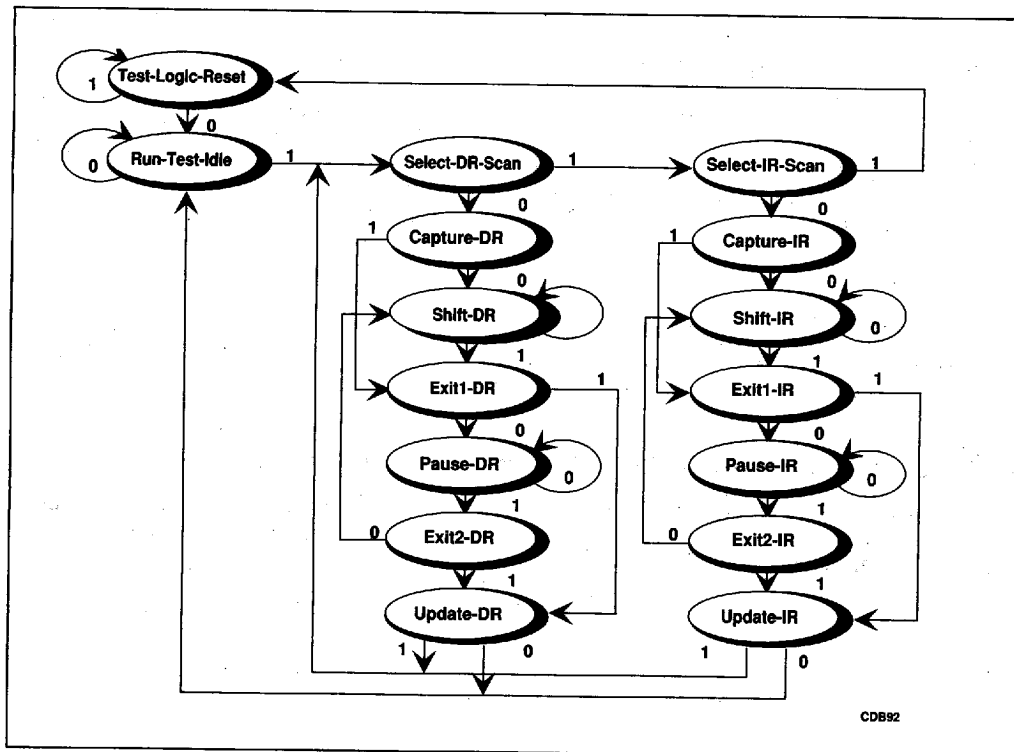 Test-Logic-Reset
1
0
Run-Test-Idle
0
1
Select-DR-Scan
1
Select-IR-Scan
1
0
0
1
Capture-DR
1
Capture-IR
0
0
Shift-DR
Shift-IR
0
1
1
Exit1-DR
1
Exit1-IR
1
0
0
Pause-DR
0
Pause-IR
0
1
1
0
Exit2-DR
0
Exit2-IR
1
1
Update-DR
Update-IR
1
0
1
0
CDB92